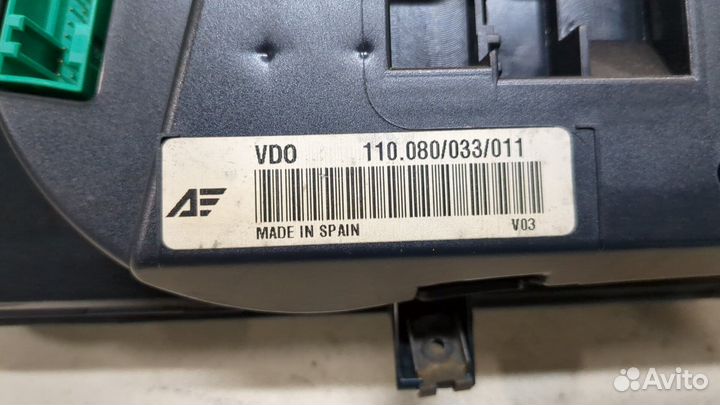 VDO 110.080/033/011
AE
MADE IN SPAIN V03
Avito